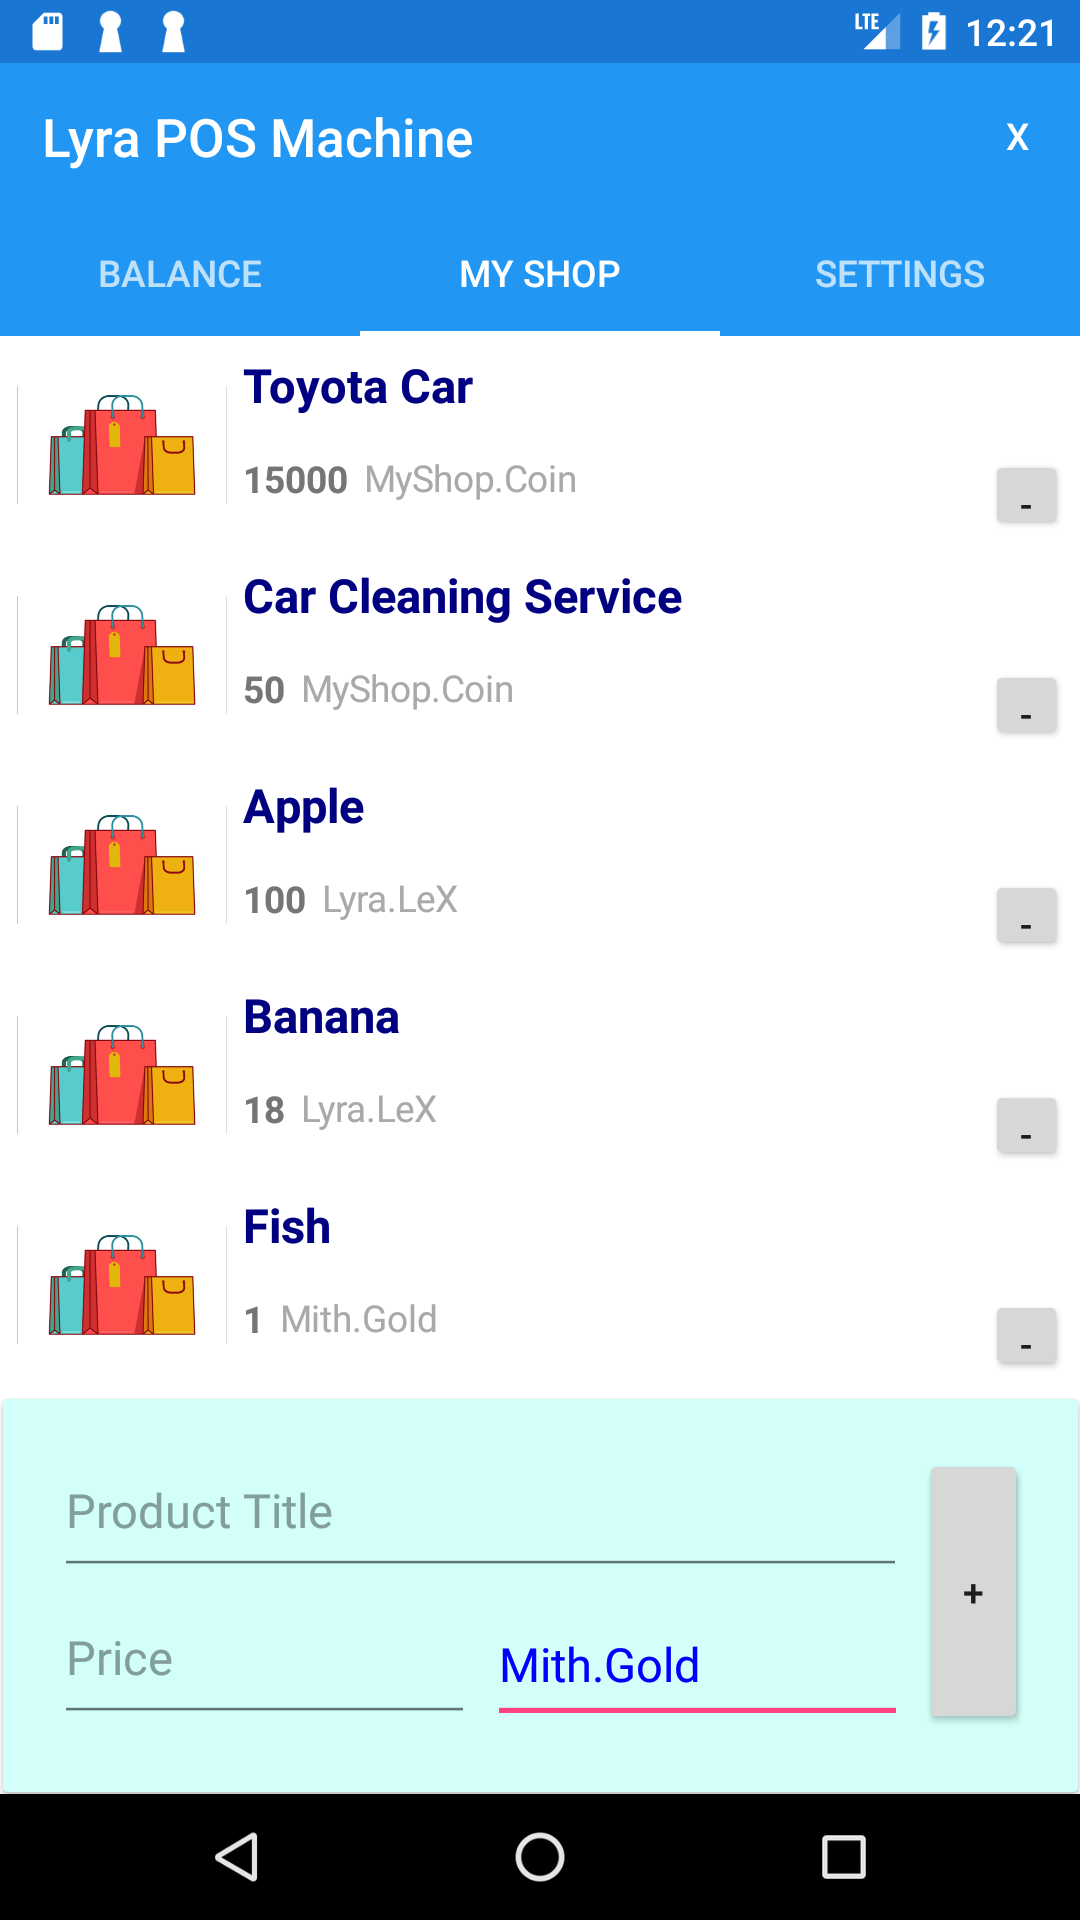 LTE 12:21
Lyra POS Machine X
BALANCE MY SHOP SETTINGS
Toyota Car
15000 MyShop.Coin
-
Car Cleaning Service
50 MyShop.Coin
-
Apple
100 Lyra.LeX
-
Banana
18 Lyra.LeX
-
Fish
1 Mith.Gold
-
Product Title
+
Price Mith.Gold